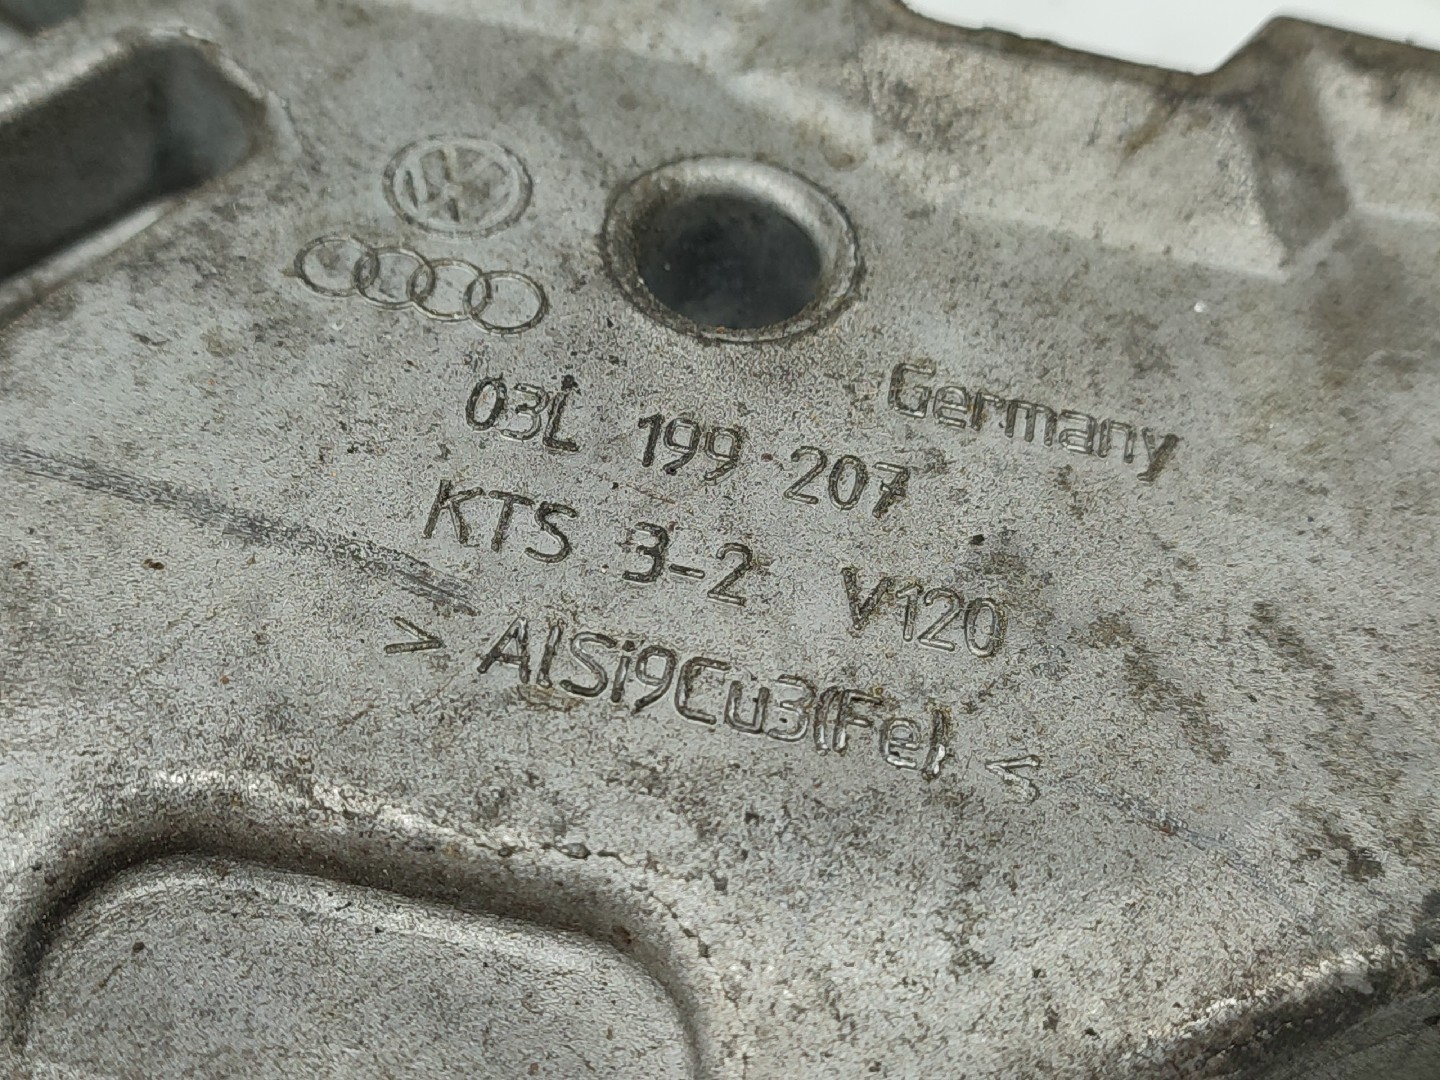 Germany
03L 199 207
KTS 3-2 V120
> AlSi9Cu3(Fe) <